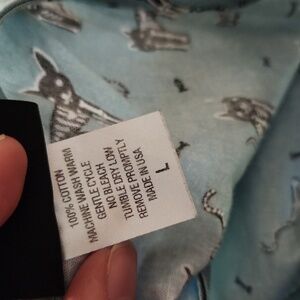 100% COTTON
MACHINE WASH WARM
GENTLE CYCLE
NO BLEACH
TUMBLE DRY LOW
REMOVE PROMPTLY
MADE IN USA
L